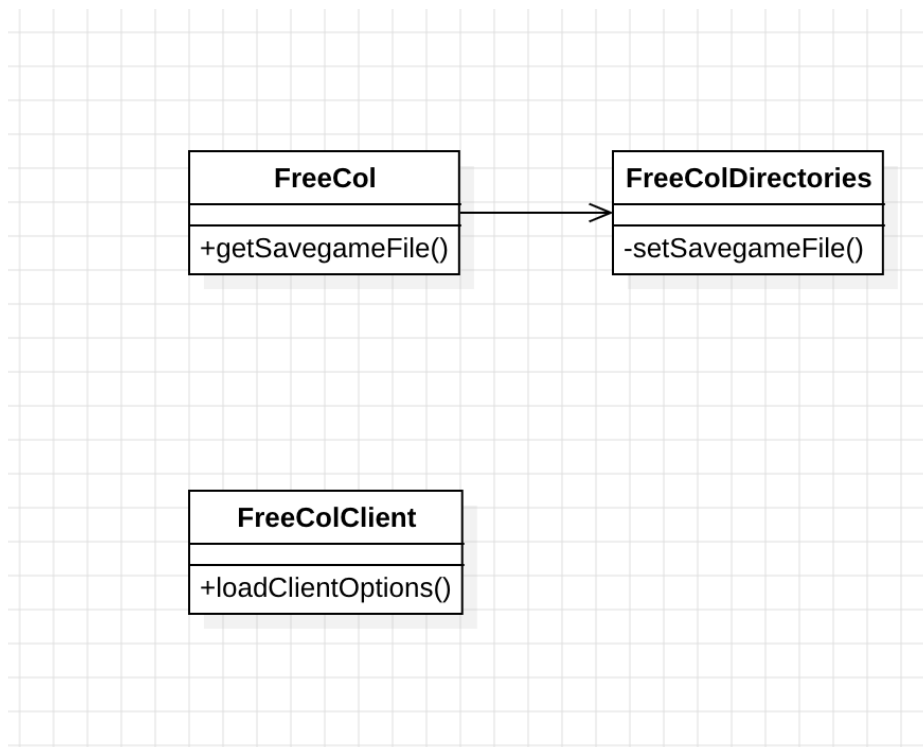 FreeCol
+getSavegameFile()
FreeColDirectories
-setSavegameFile()
FreeColClient
+loadClientOptions()